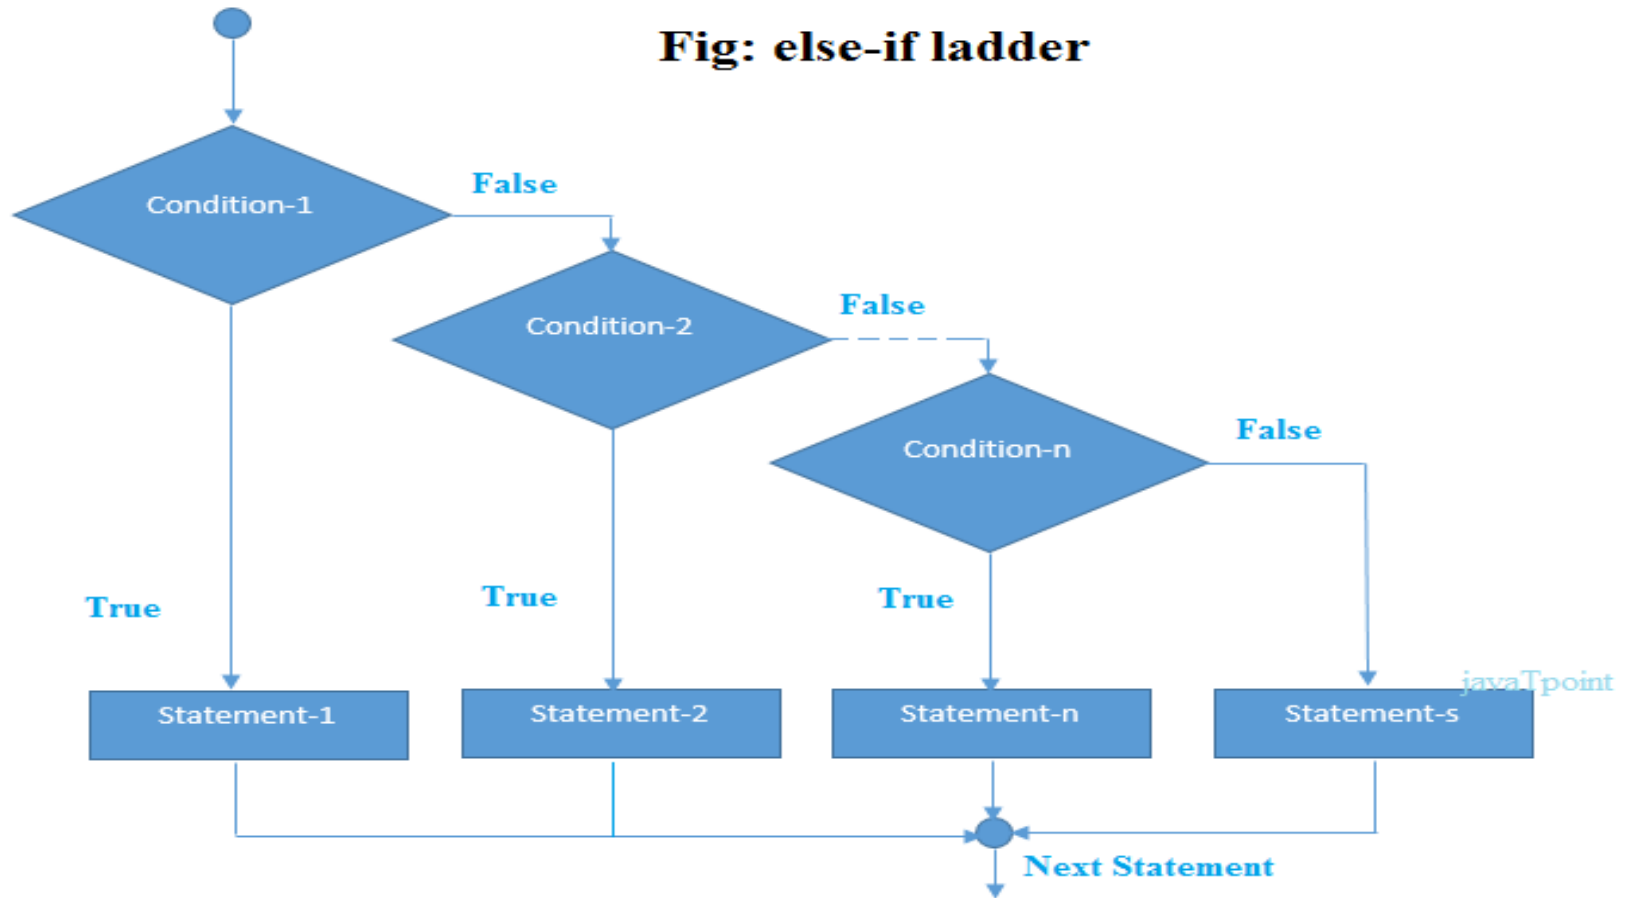 Fig: else-if ladder
Condition-1
False
Condition-2
False
Condition-n
False
True
True
True
javaTpoint
Statement-1
Statement-2
Statement-n
Statement-s
Next Statement